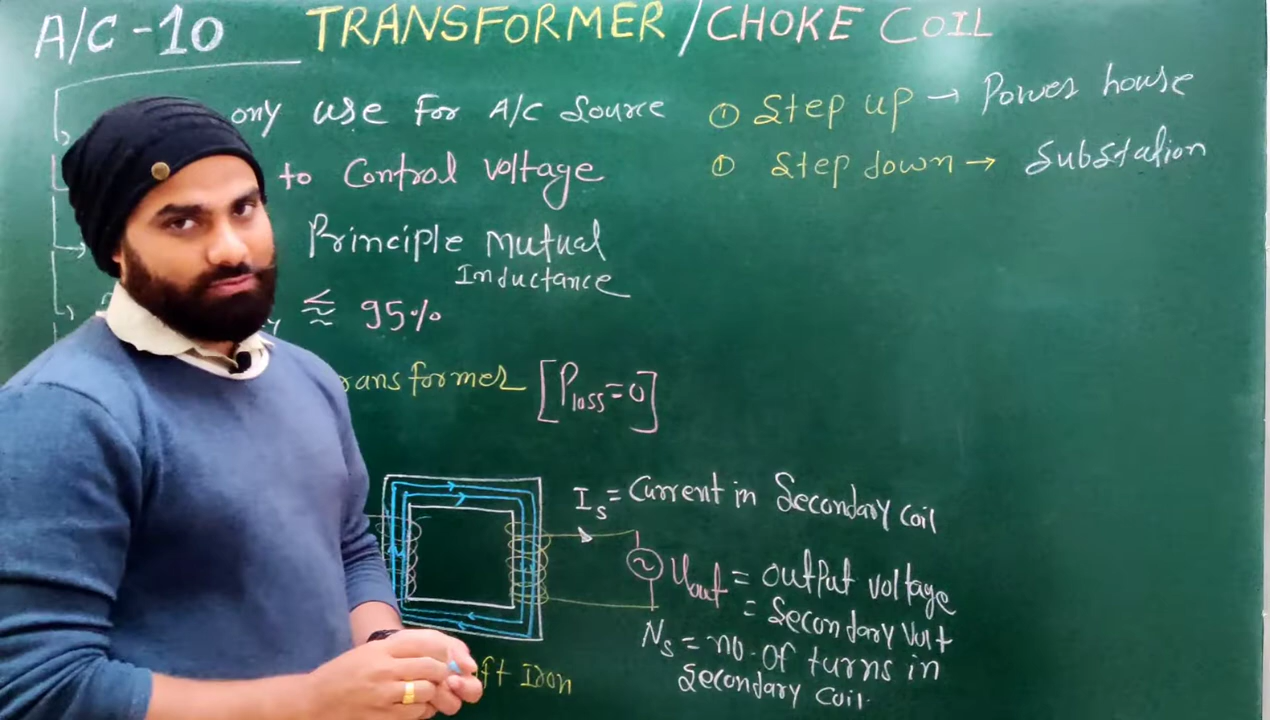 A/C-10
TRANSFORMER/CHOKE COIL
ony use For A/C Source
to Control Voltage
Principle Mutual
Inductance
≲≈ 95%
ransformer [Ploss=0]
① Step up → Power house
① Step down → Substation
Is = Current in Secondary coil
Vout = output voltage
= Secondary Volt
Ns = no. of turns in
Secondary coil.
ft Iron